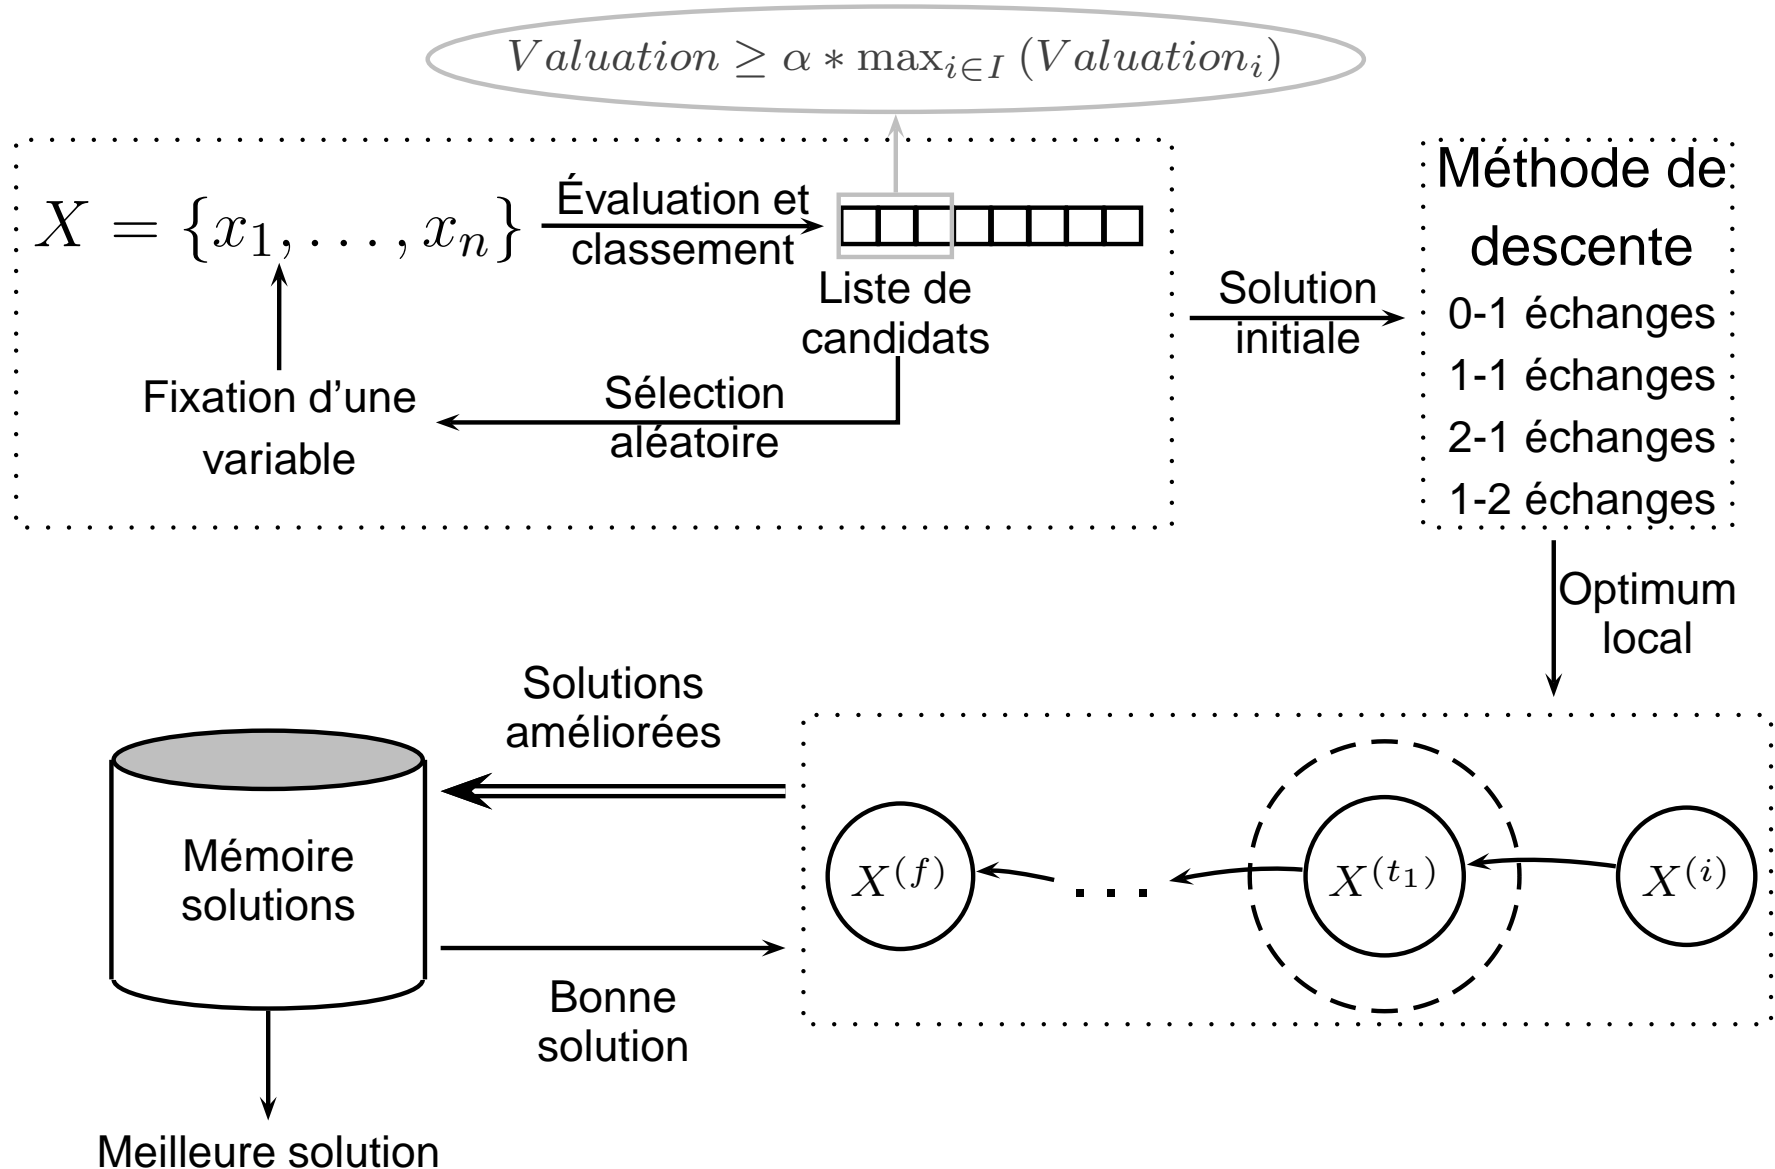 Valuation ≥ α ∗ max_{i∈I} (Valuation_i)
X = {x_1, . . . , x_n}
Évaluation et
classement
Liste de
candidats
Sélection
aléatoire
Fixation d'une
variable
Solution
initiale
Méthode de
descente
0-1 échanges
1-1 échanges
2-1 échanges
1-2 échanges
Optimum
local
Solutions
améliorées
Mémoire
solutions
X^{(f)}
. . .
X^{(t_1)}
X^{(i)}
Bonne
solution
Meilleure solution